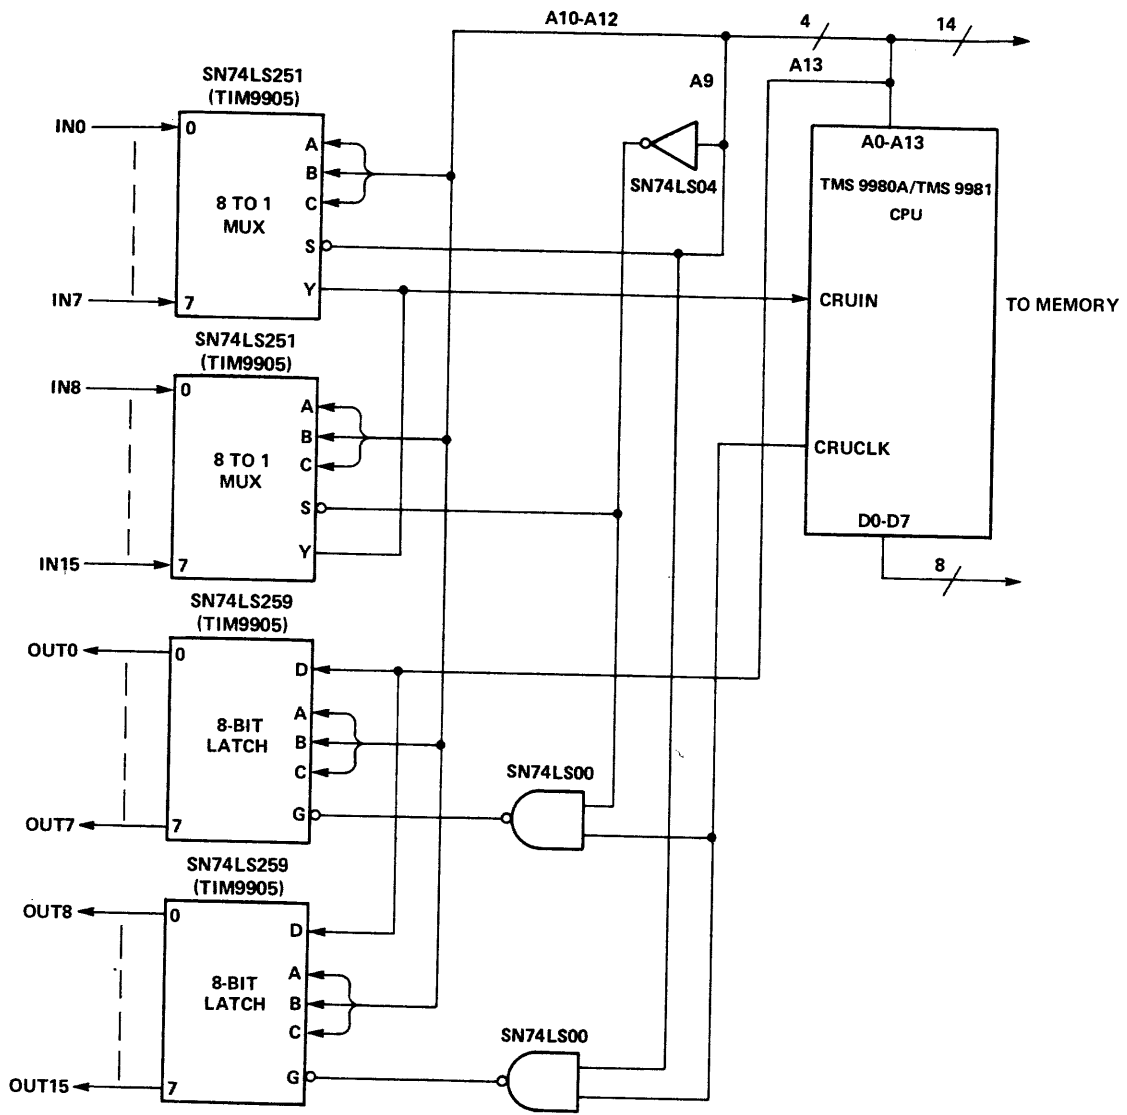 A10-A12
4
14
A13
A9
SN74LS251
(TIM9905)
IN0
0
A
B
C
8 TO 1
MUX
S
Y
IN7
7
SN74LS04
A0-A13
TMS 9980A/TMS 9981
CPU
CRUIN
TO MEMORY
CRUCLK
D0-D7
8
SN74LS251
(TIM9905)
IN8
0
A
B
C
8 TO 1
MUX
S
Y
IN15
7
SN74LS259
(TIM9905)
OUT0
0
D
A
B
C
8-BIT
LATCH
G
OUT7
7
SN74LS00
SN74LS259
(TIM9905)
OUT8
0
D
A
B
C
8-BIT
LATCH
G
OUT15
7
SN74LS00